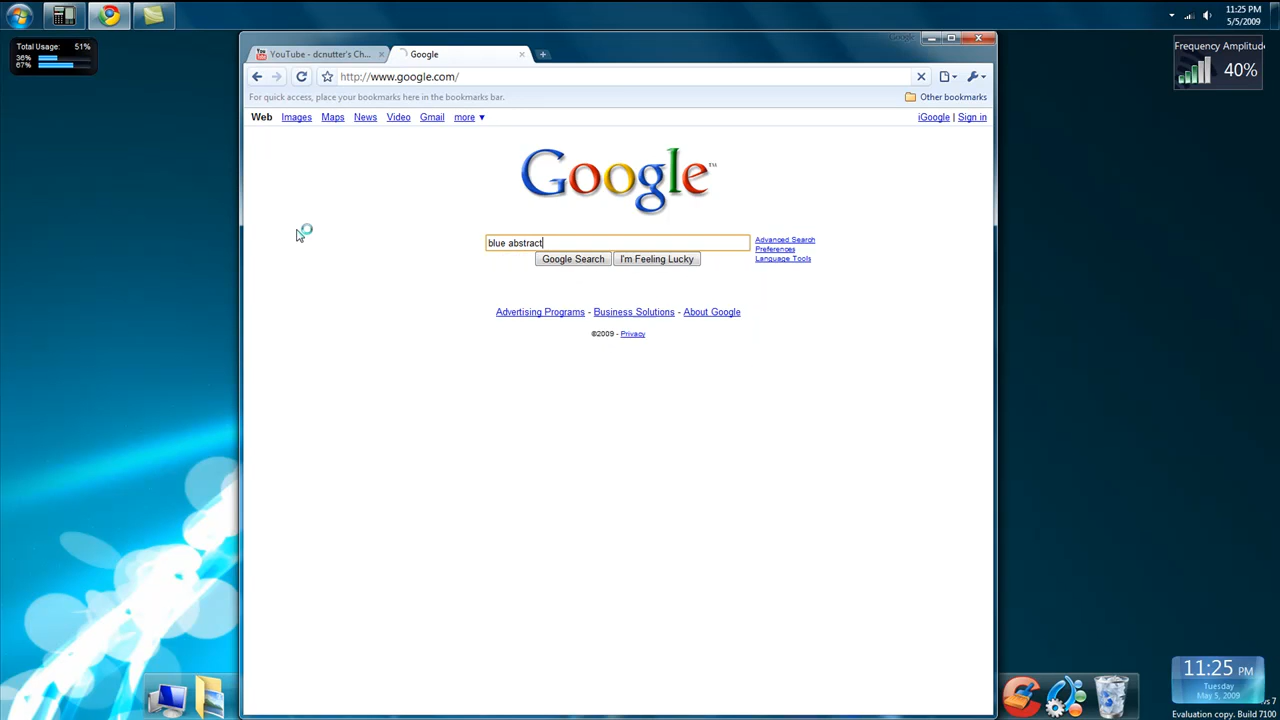 11:25 PM
5/5/2009
Total Usage: 51%
36%
67%
Google
YouTube - dcnutter's Ch...
Google
http://www.google.com/
For quick access, place your bookmarks here in the bookmarks bar.
Other bookmarks
Web Images Maps News Video Gmail more ▼
iGoogle | Sign in
Google™
blue abstract
Advanced Search
Preferences
Language Tools
Google Search I'm Feeling Lucky
Advertising Programs - Business Solutions - About Google
©2009 - Privacy
Frequency Amplitude
40%
11:25 PM
Tuesday
May 5, 2009
s 7
Evaluation copy. Build 7100